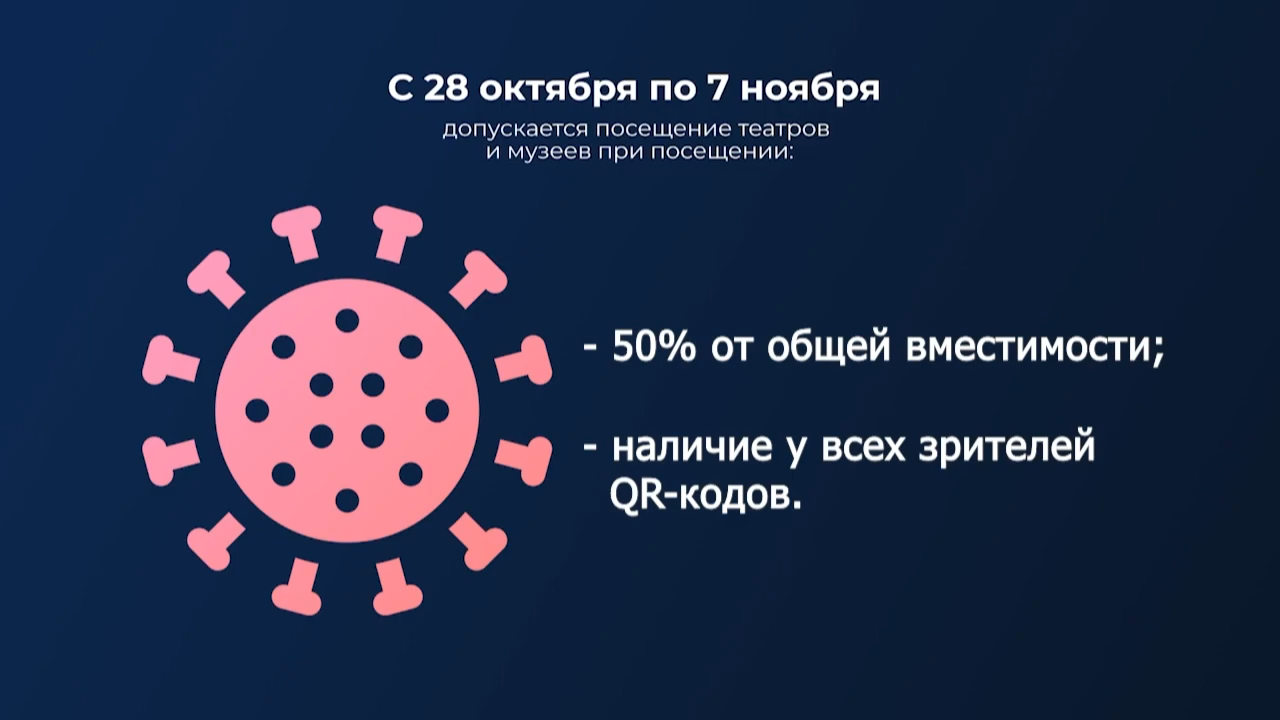 С 28 октября по 7 ноября
допускается посещение театров
и музеев при посещении:
- 50% от общей вместимости;
- наличие у всех зрителей
QR-кодов.